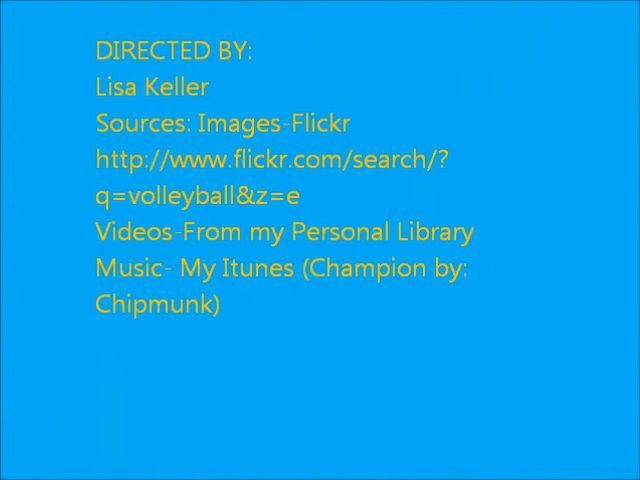 DIRECTED BY:
Lisa Keller
Sources: Images-Flickr
http://www.flickr.com/search/?
q=volleyball&z=e
Videos-From my Personal Library
Music- My Itunes (Champion by:
Chipmunk)